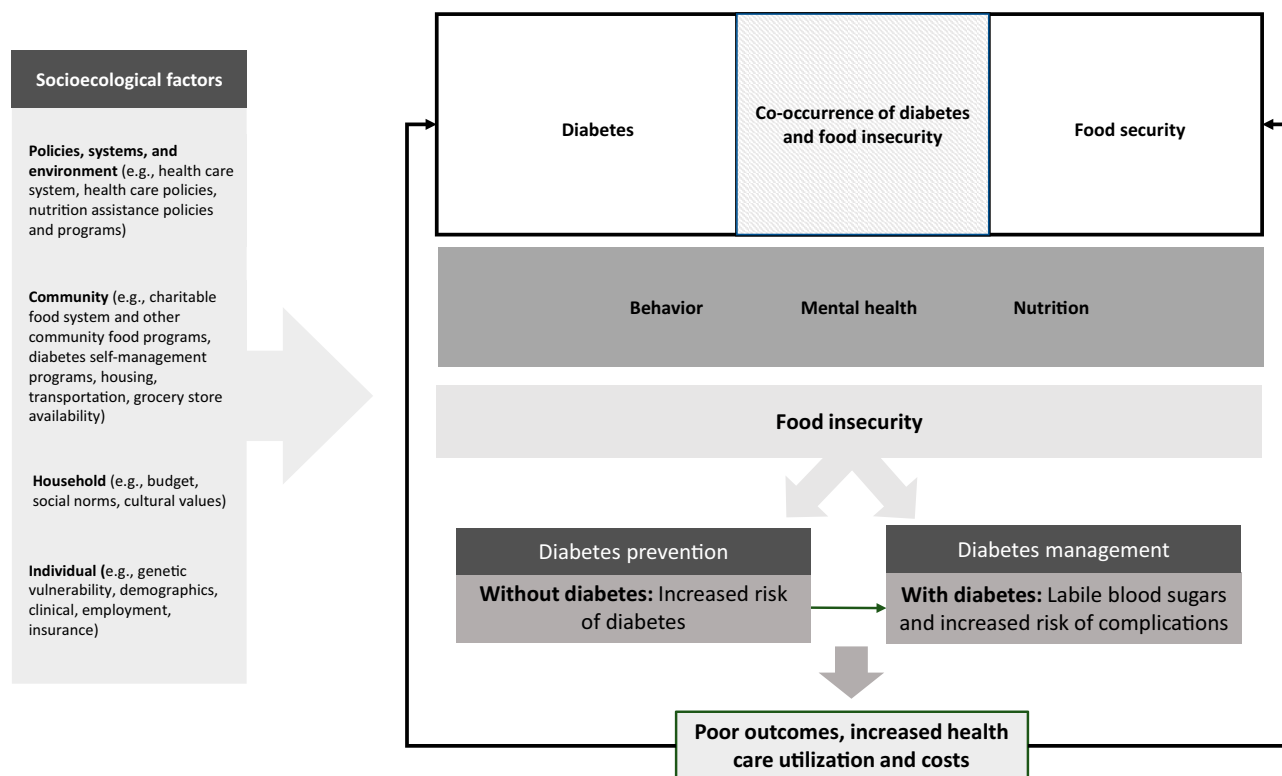 Socioecological factors
Policies, systems, and
environment (e.g., health care
system, health care policies,
nutrition assistance policies
and programs)
Community (e.g., charitable
food system and other
community food programs,
diabetes self-management
programs, housing,
transportation, grocery store
availability)
Household (e.g., budget,
social norms, cultural values)
Individual (e.g., genetic
vulnerability, demographics,
clinical, employment,
insurance)
Diabetes
Co-occurrence of diabetes
and food insecurity
Food security
Behavior
Mental health
Nutrition
Food insecurity
Diabetes prevention
Without diabetes: Increased risk
of diabetes
Diabetes management
With diabetes: Labile blood sugars
and increased risk of complications
Poor outcomes, increased health
care utilization and costs